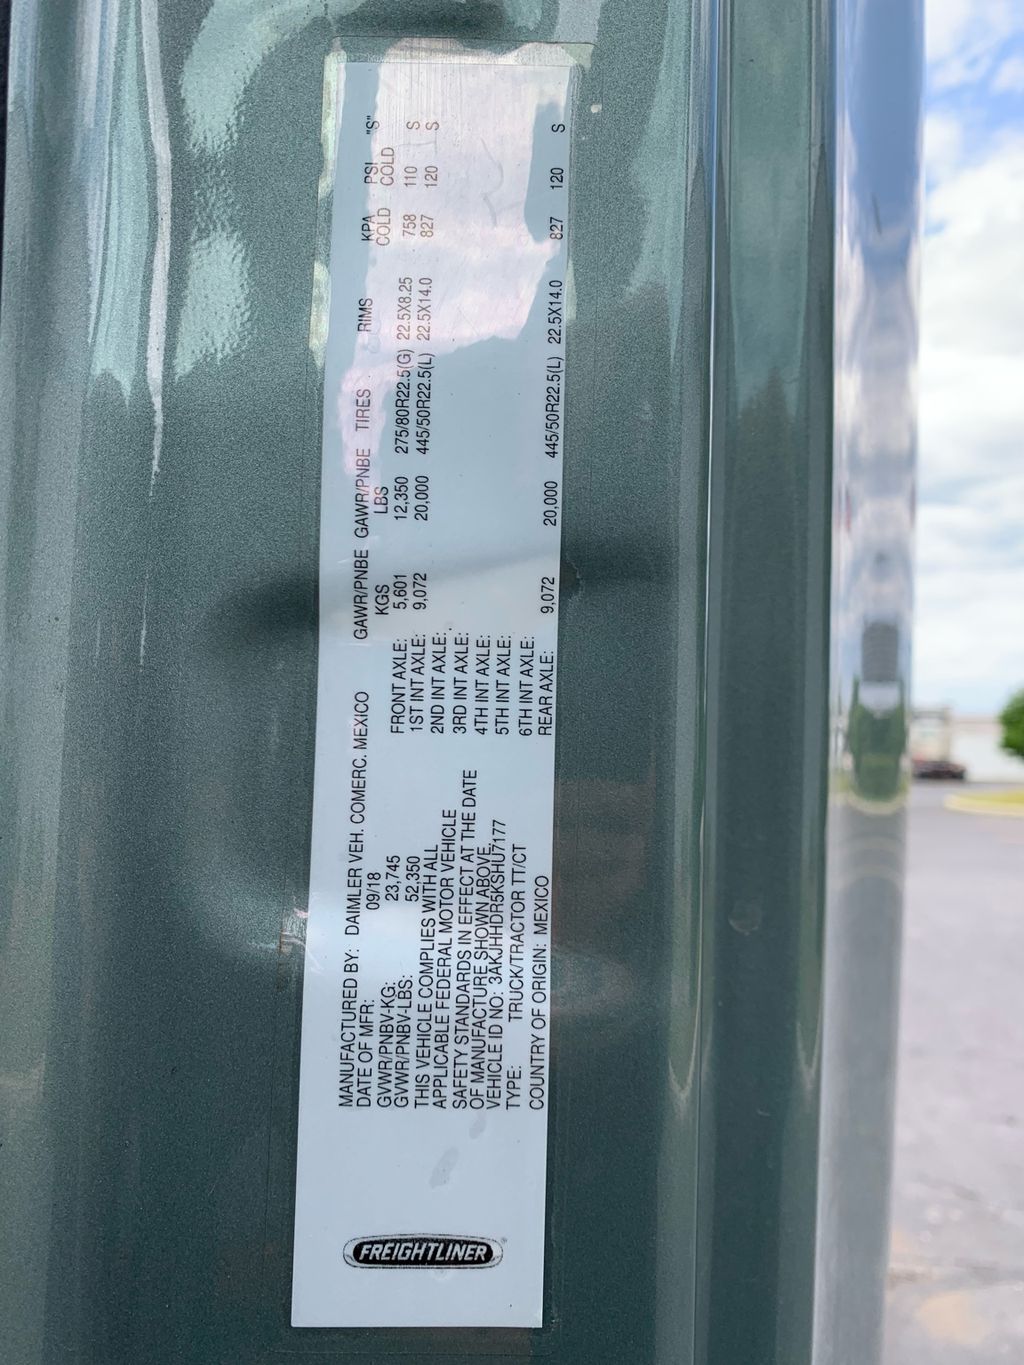 FREIGHTLINER
MANUFACTURED BY: DAIMLER VEH. COMERC. MEXICO
DATE OF MFR: 09/18
GVWR/PNBV-KG: 23,745
GVWR/PNBV-LBS: 52,350
THIS VEHICLE COMPLIES WITH ALL
APPLICABLE FEDERAL MOTOR VEHICLE
SAFETY STANDARDS IN EFFECT AT THE DATE
OF MANUFACTURE SHOWN ABOVE.
VEHICLE ID NO: 3AKJHHDR5KSHU7177
TYPE: TRUCK/TRACTOR TT/CT
COUNTRY OF ORIGIN: MEXICO
GAWR/PNBE GAWR/PNBE TIRES RIMS KPA PSI "S"
KGS LBS COLD COLD
FRONT AXLE: 5,601 12,350 275/80R22.5(G) 22.5X8.25 758 110 S
1ST INT AXLE: 9,072 20,000 445/50R22.5(L) 22.5X14.0 827 120 S
2ND INT AXLE:
3RD INT AXLE:
4TH INT AXLE:
5TH INT AXLE:
6TH INT AXLE:
REAR AXLE: 9,072 20,000 445/50R22.5(L) 22.5X14.0 827 120 S